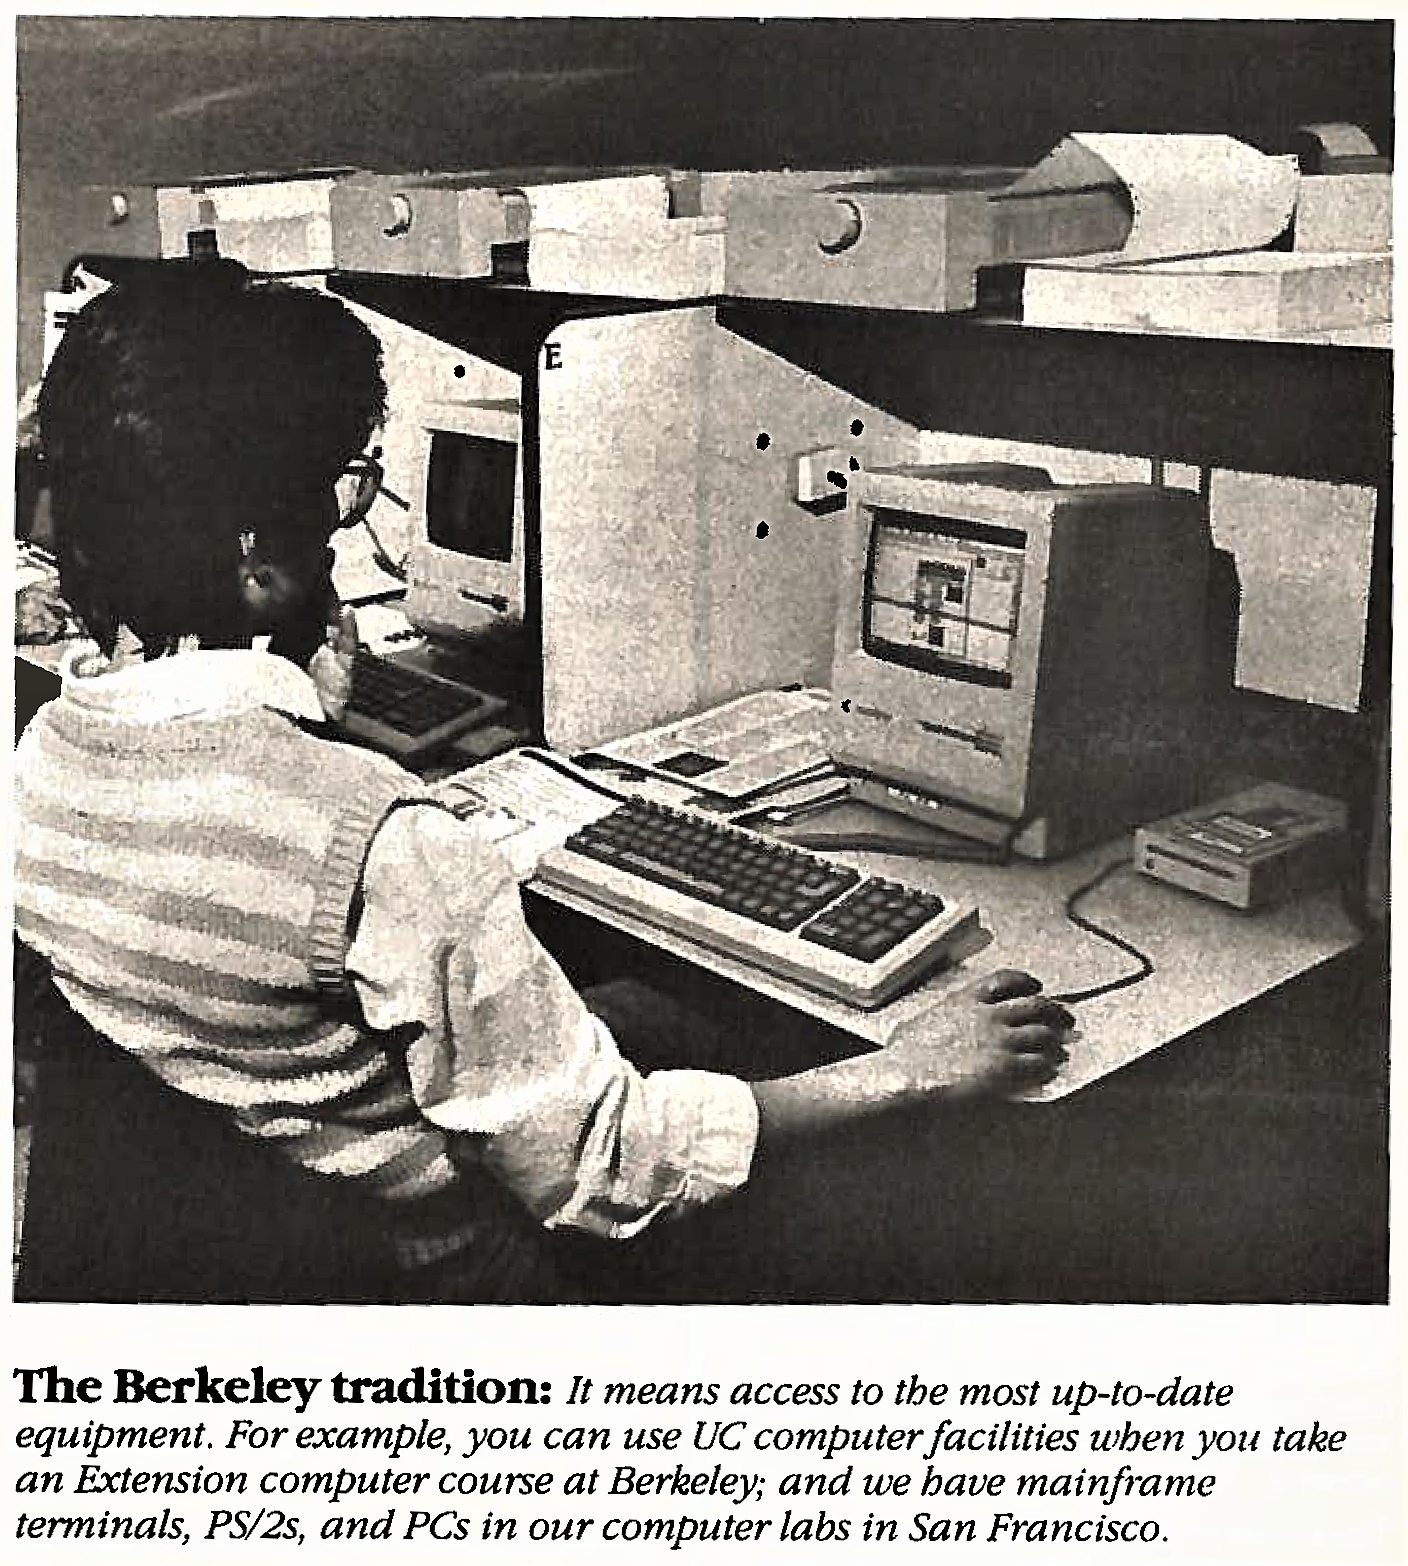 E
The Berkeley tradition: It means access to the most up-to-date
equipment. For example, you can use UC computer facilities when you take
an Extension computer course at Berkeley; and we have mainframe
terminals, PS/2s, and PCs in our computer labs in San Francisco.